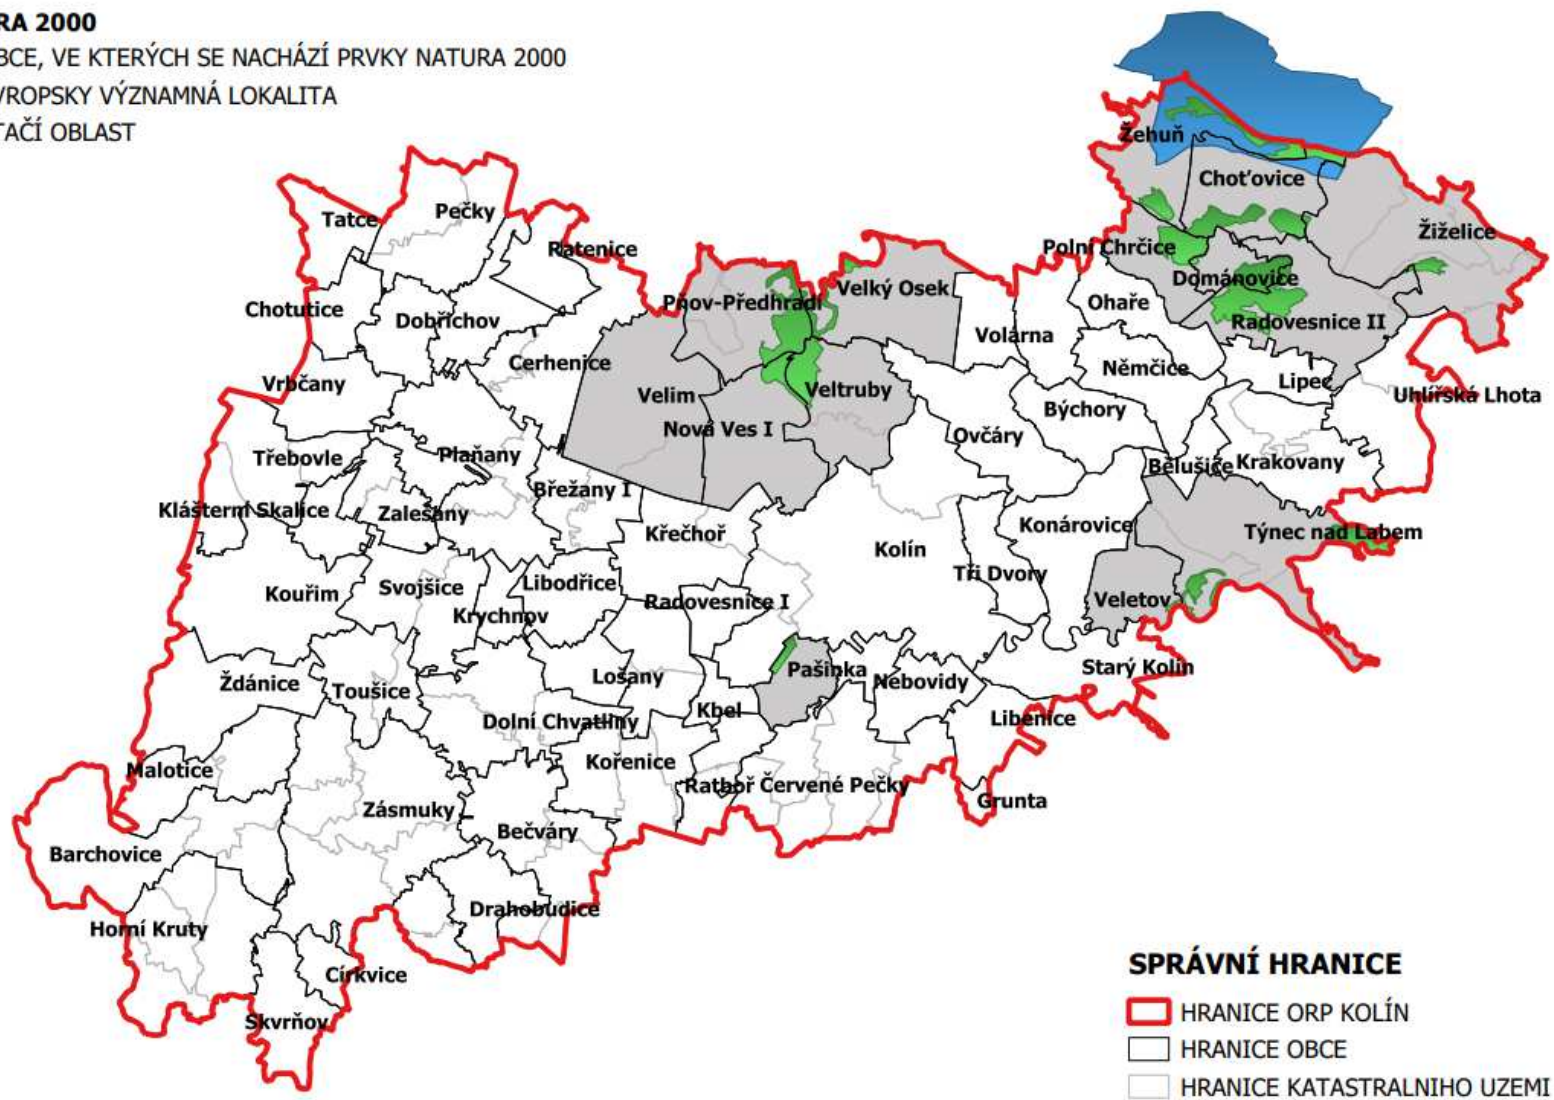 RA 2000
BCE, VE KTERÝCH SE NACHÁZÍ PRVKY NATURA 2000
VROPSKY VÝZNAMNÁ LOKALITA
TAČÍ OBLAST
Žehuň
Choťovice
Tatce
Pečky
Žiželice
Ratenice
Polní Chrčice
Dománovice
Velký Osek
Pňov-Předhradí
Ohaře
Chotutice
Dobřichov
Radovesnice II
Volárna
Cerhenice
Němčice
Vrbčany
Lipec
Velim
Veltruby
Uhlířská Lhota
Býchory
Nová Ves I
Ovčáry
Třebovle
Plaňany
Bělušice
Krakovany
Břežany I
Klášterní Skalice
Zalešany
Konárovice
Týnec nad Labem
Křečhoř
Kolín
Tři Dvory
Libodřice
Svojšice
Kouřim
Veletov
Radovesnice I
Krychnov
Starý Kolín
Pašinka
Lošany
Nebovidy
Ždánice
Toušice
Kbel
Libenice
Dolní Chvatliny
Kořenice
Malotice
Ratboř
Červené Pečky
Grunta
Zásmuky
Bečváry
Barchovice
Drahobudice
Horní Kruty
Církvice
Skvrňov
SPRÁVNÍ HRANICE
HRANICE ORP KOLÍN
HRANICE OBCE
HRANICE KATASTRALNIHO UZEMI